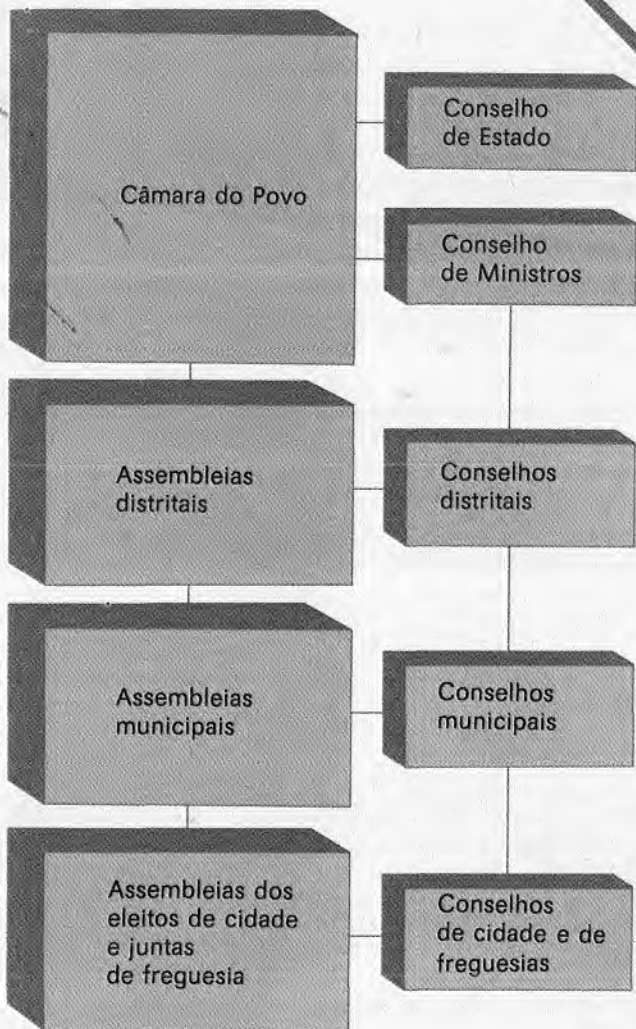 Câmara do Povo
Conselho
de Estado
Conselho
de Ministros
Assembleias
distritais
Conselhos
distritais
Assembleias
municipais
Conselhos
municipais
Assembleias dos
eleitos de cidade
e juntas
de freguesia
Conselhos
de cidade e de
freguesias